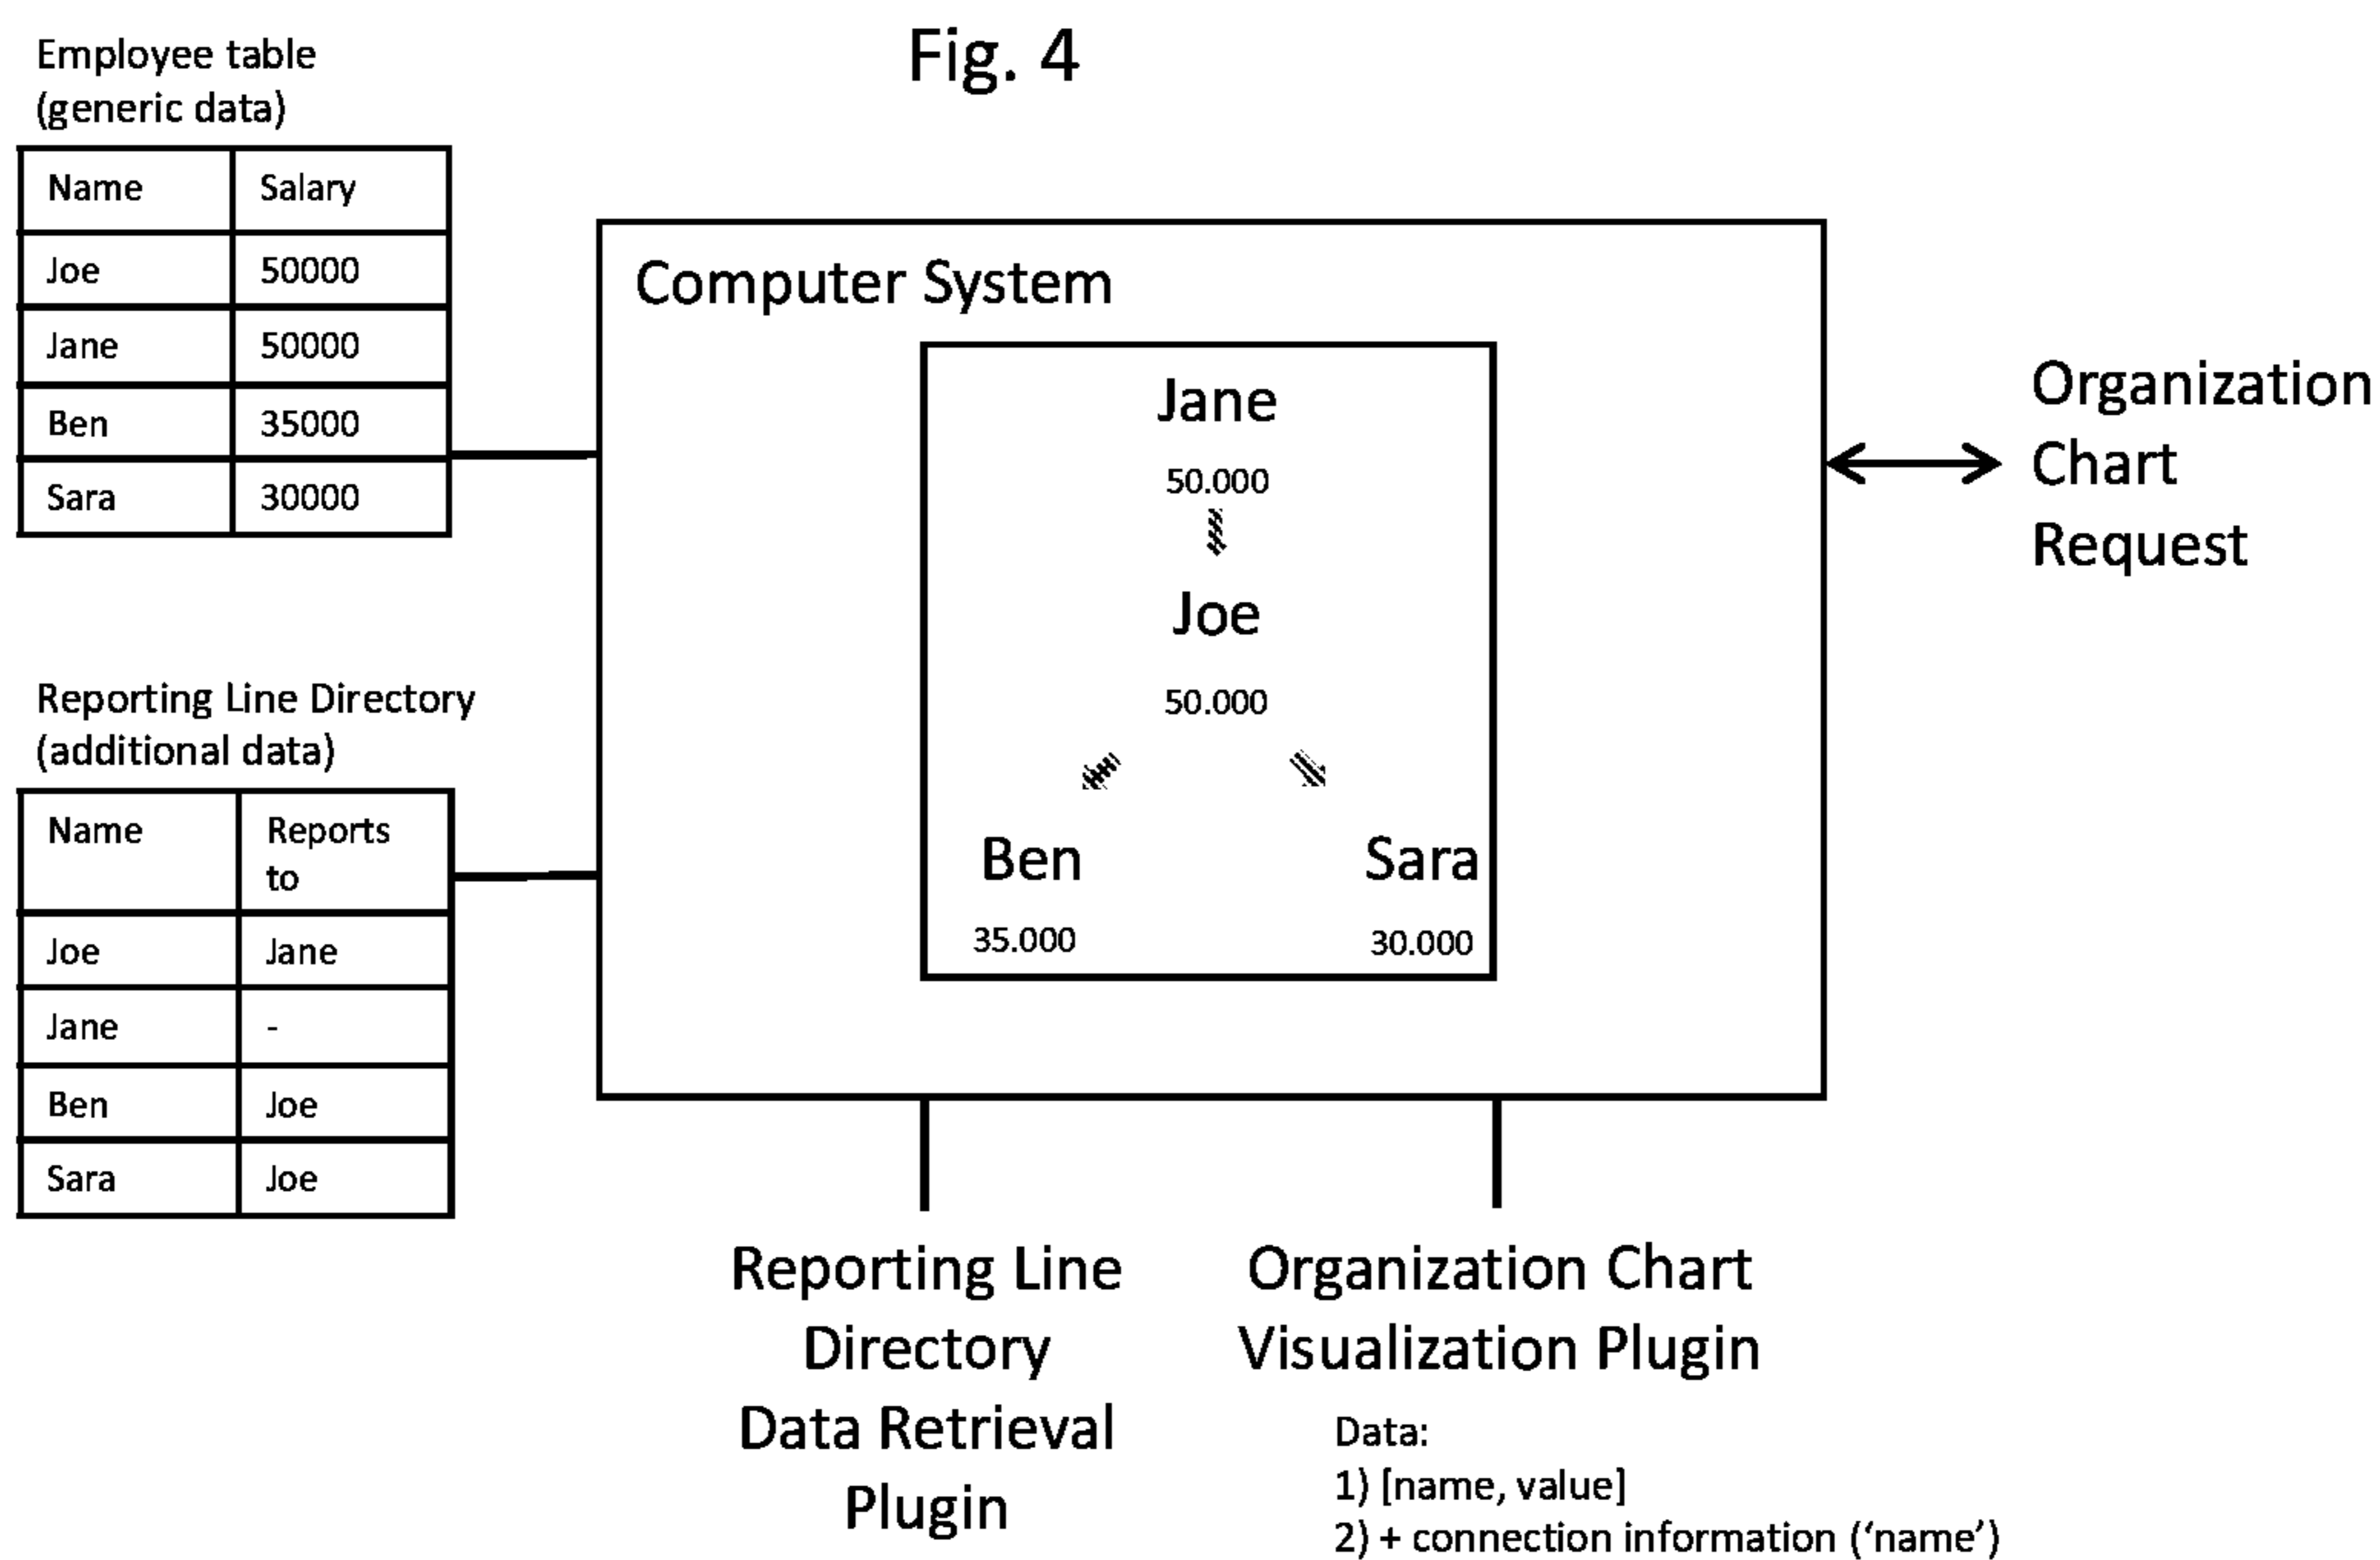 Fig. 4
Employee table
(generic data)
Name Salary
Joe 50000
Jane 50000
Ben 35000
Sara 30000
Reporting Line Directory
(additional data)
Name Reports
to
Joe Jane
Jane -
Ben Joe
Sara Joe
Computer System
Jane
50.000
Joe
50.000
Ben Sara
35.000 30.000
Organization
Chart
Request
Reporting Line
Directory
Data Retrieval
Plugin
Organization Chart
Visualization Plugin
Data:
1) [name, value]
2) + connection information (‘name’)